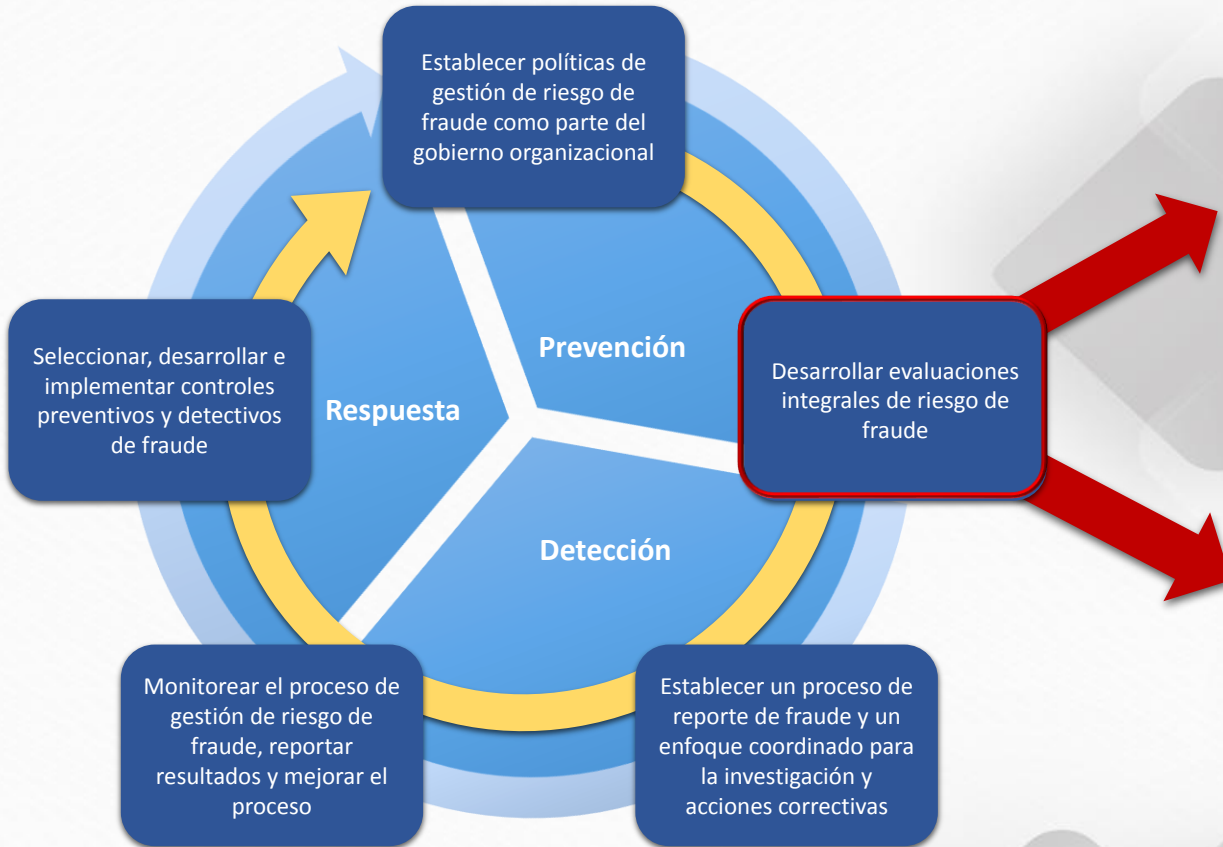 Establecer políticas de
gestión de riesgo de
fraude como parte del
gobierno organizacional
Prevención
Desarrollar evaluaciones
integrales de riesgo de
fraude
Seleccionar, desarrollar e
implementar controles
preventivos y detectivos
de fraude
Respuesta
Detección
Monitorear el proceso de
gestión de riesgo de
fraude, reportar
resultados y mejorar el
proceso
Establecer un proceso de
reporte de fraude y un
enfoque coordinado para
la investigación y
acciones correctivas